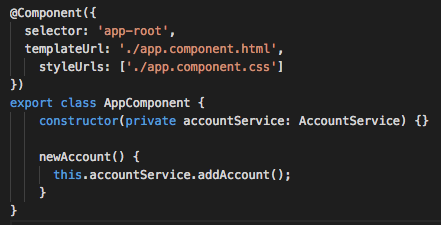 @Component({
  selector: 'app-root',
  templateUrl: './app.component.html',
    styleUrls: ['./app.component.css']
})
export class AppComponent {
    constructor(private accountService: AccountService) {}

    newAccount() {
      this.accountService.addAccount();
    }
}